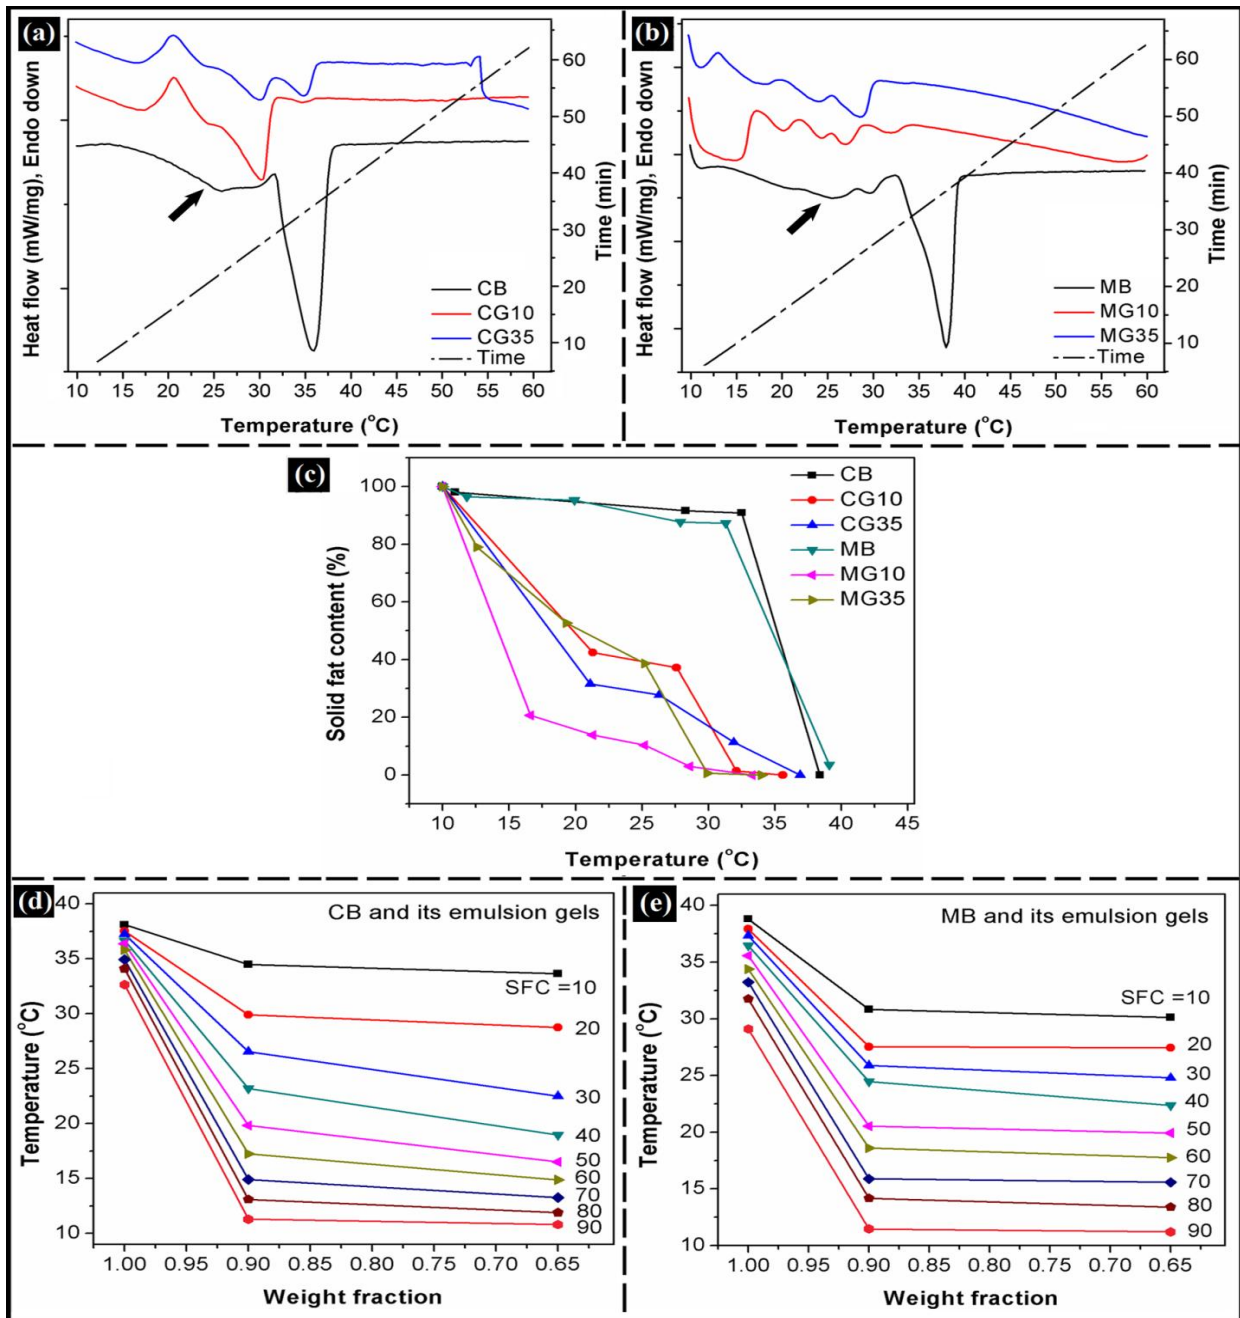 (a)
Heat flow (mW/mg), Endo down
CB
CG10
CG35
Time
60
50
40
30
20
10
Time (min)
10 15 20 25 30 35 40 45 50 55 60
Temperature (°C)
(b)
Heat flow (mW/mg), Endo down
MB
MG10
MG35
Time
60
50
40
30
20
10
Time (min)
10 15 20 25 30 35 40 45 50 55 60
Temperature (°C)
(c)
Solid fat content (%)
100
80
60
40
20
0
CB
CG10
CG35
MB
MG10
MG35
10 15 20 25 30 35 40 45
Temperature (°C)
(d)
CB and its emulsion gels
Temperature (°C)
40
35
30
25
20
15
10
SFC =10
20
30
40
50
60
70
80
90
1.00 0.95 0.90 0.85 0.80 0.75 0.70 0.65
Weight fraction
(e)
MB and its emulsion gels
Temperature (°C)
40
35
30
25
20
15
10
SFC =10
20
30
40
50
60
70
80
90
1.00 0.95 0.90 0.85 0.80 0.75 0.70 0.65
Weight fraction